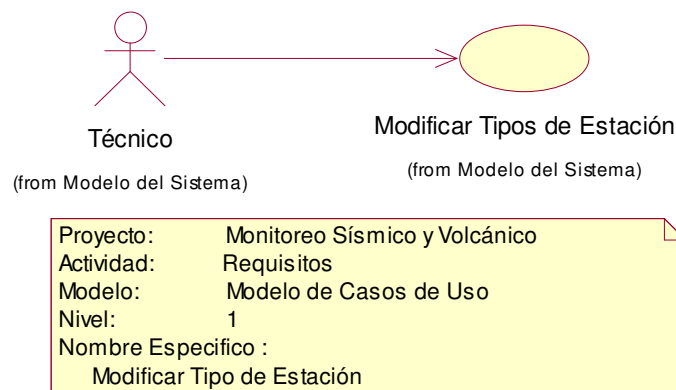 Técnico
(from Modelo del Sistema)
Modificar Tipos de Estación
(from Modelo del Sistema)
Proyecto: Monitoreo Sísmico y Volcánico
Actividad: Requisitos
Modelo: Modelo de Casos de Uso
Nivel: 1
Nombre Especifico :
Modificar Tipo de Estación